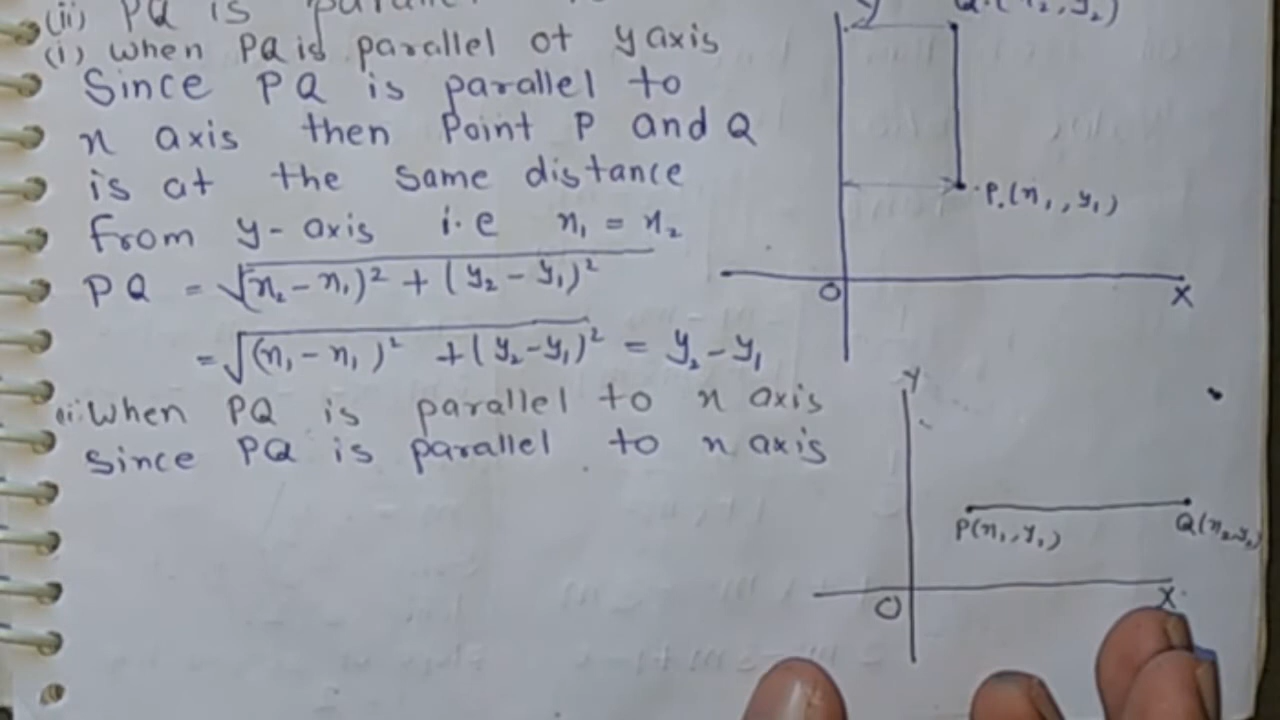 (ii) PQ is parallel
(i) when PQ is parallel ot y axis
Since PQ is parallel to
x axis then Point P and Q
is at the same distance
from y-axis i.e x₁ = x₂
PQ = √(x₂ - x₁)² + (y₂ - y₁)²
= √(x₁ - x₁)² + (y₂ - y₁)² = y₂ - y₁
(ii) When PQ is parallel to x axis
since PQ is parallel to x axis
y
Q.(x₂, y₂)
P.(x₁, y₁)
O
X
Y
P(x₁, y₁)
Q(x₂, y₂)
O
X